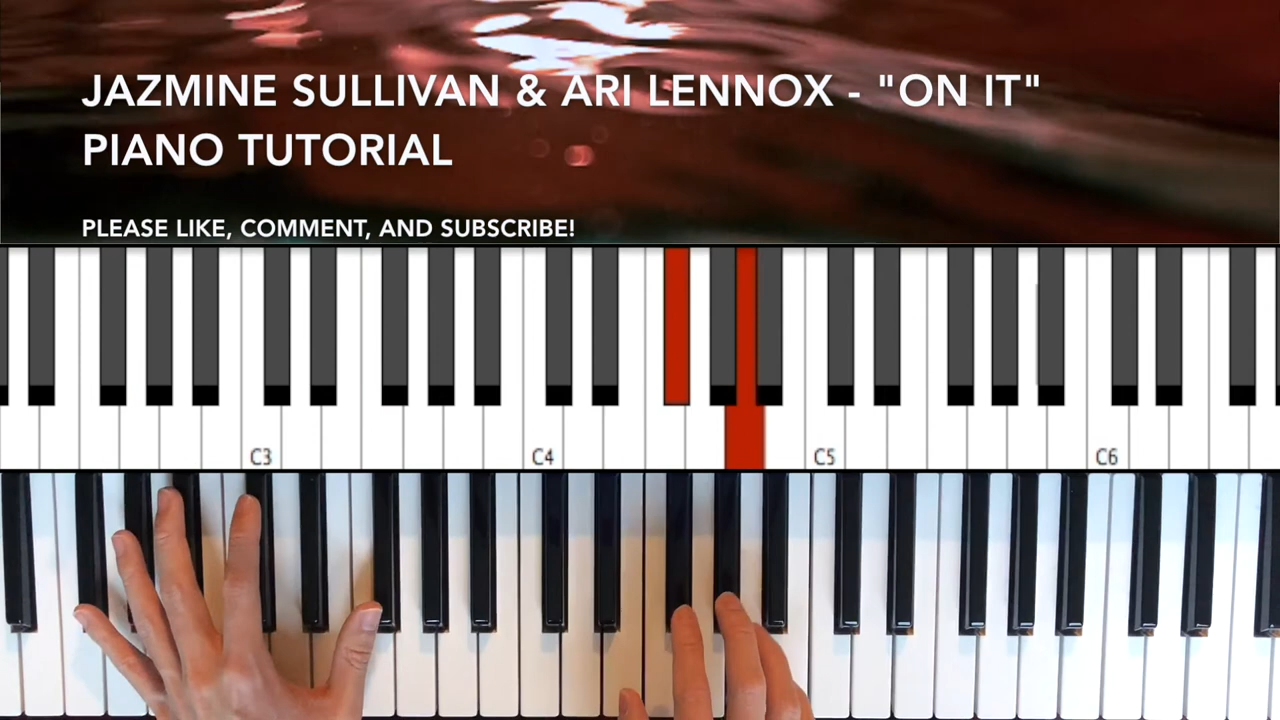 JAZMINE SULLIVAN & ARI LENNOX - "ON IT"
PIANO TUTORIAL
PLEASE LIKE, COMMENT, AND SUBSCRIBE!
C3 C4 C5 C6